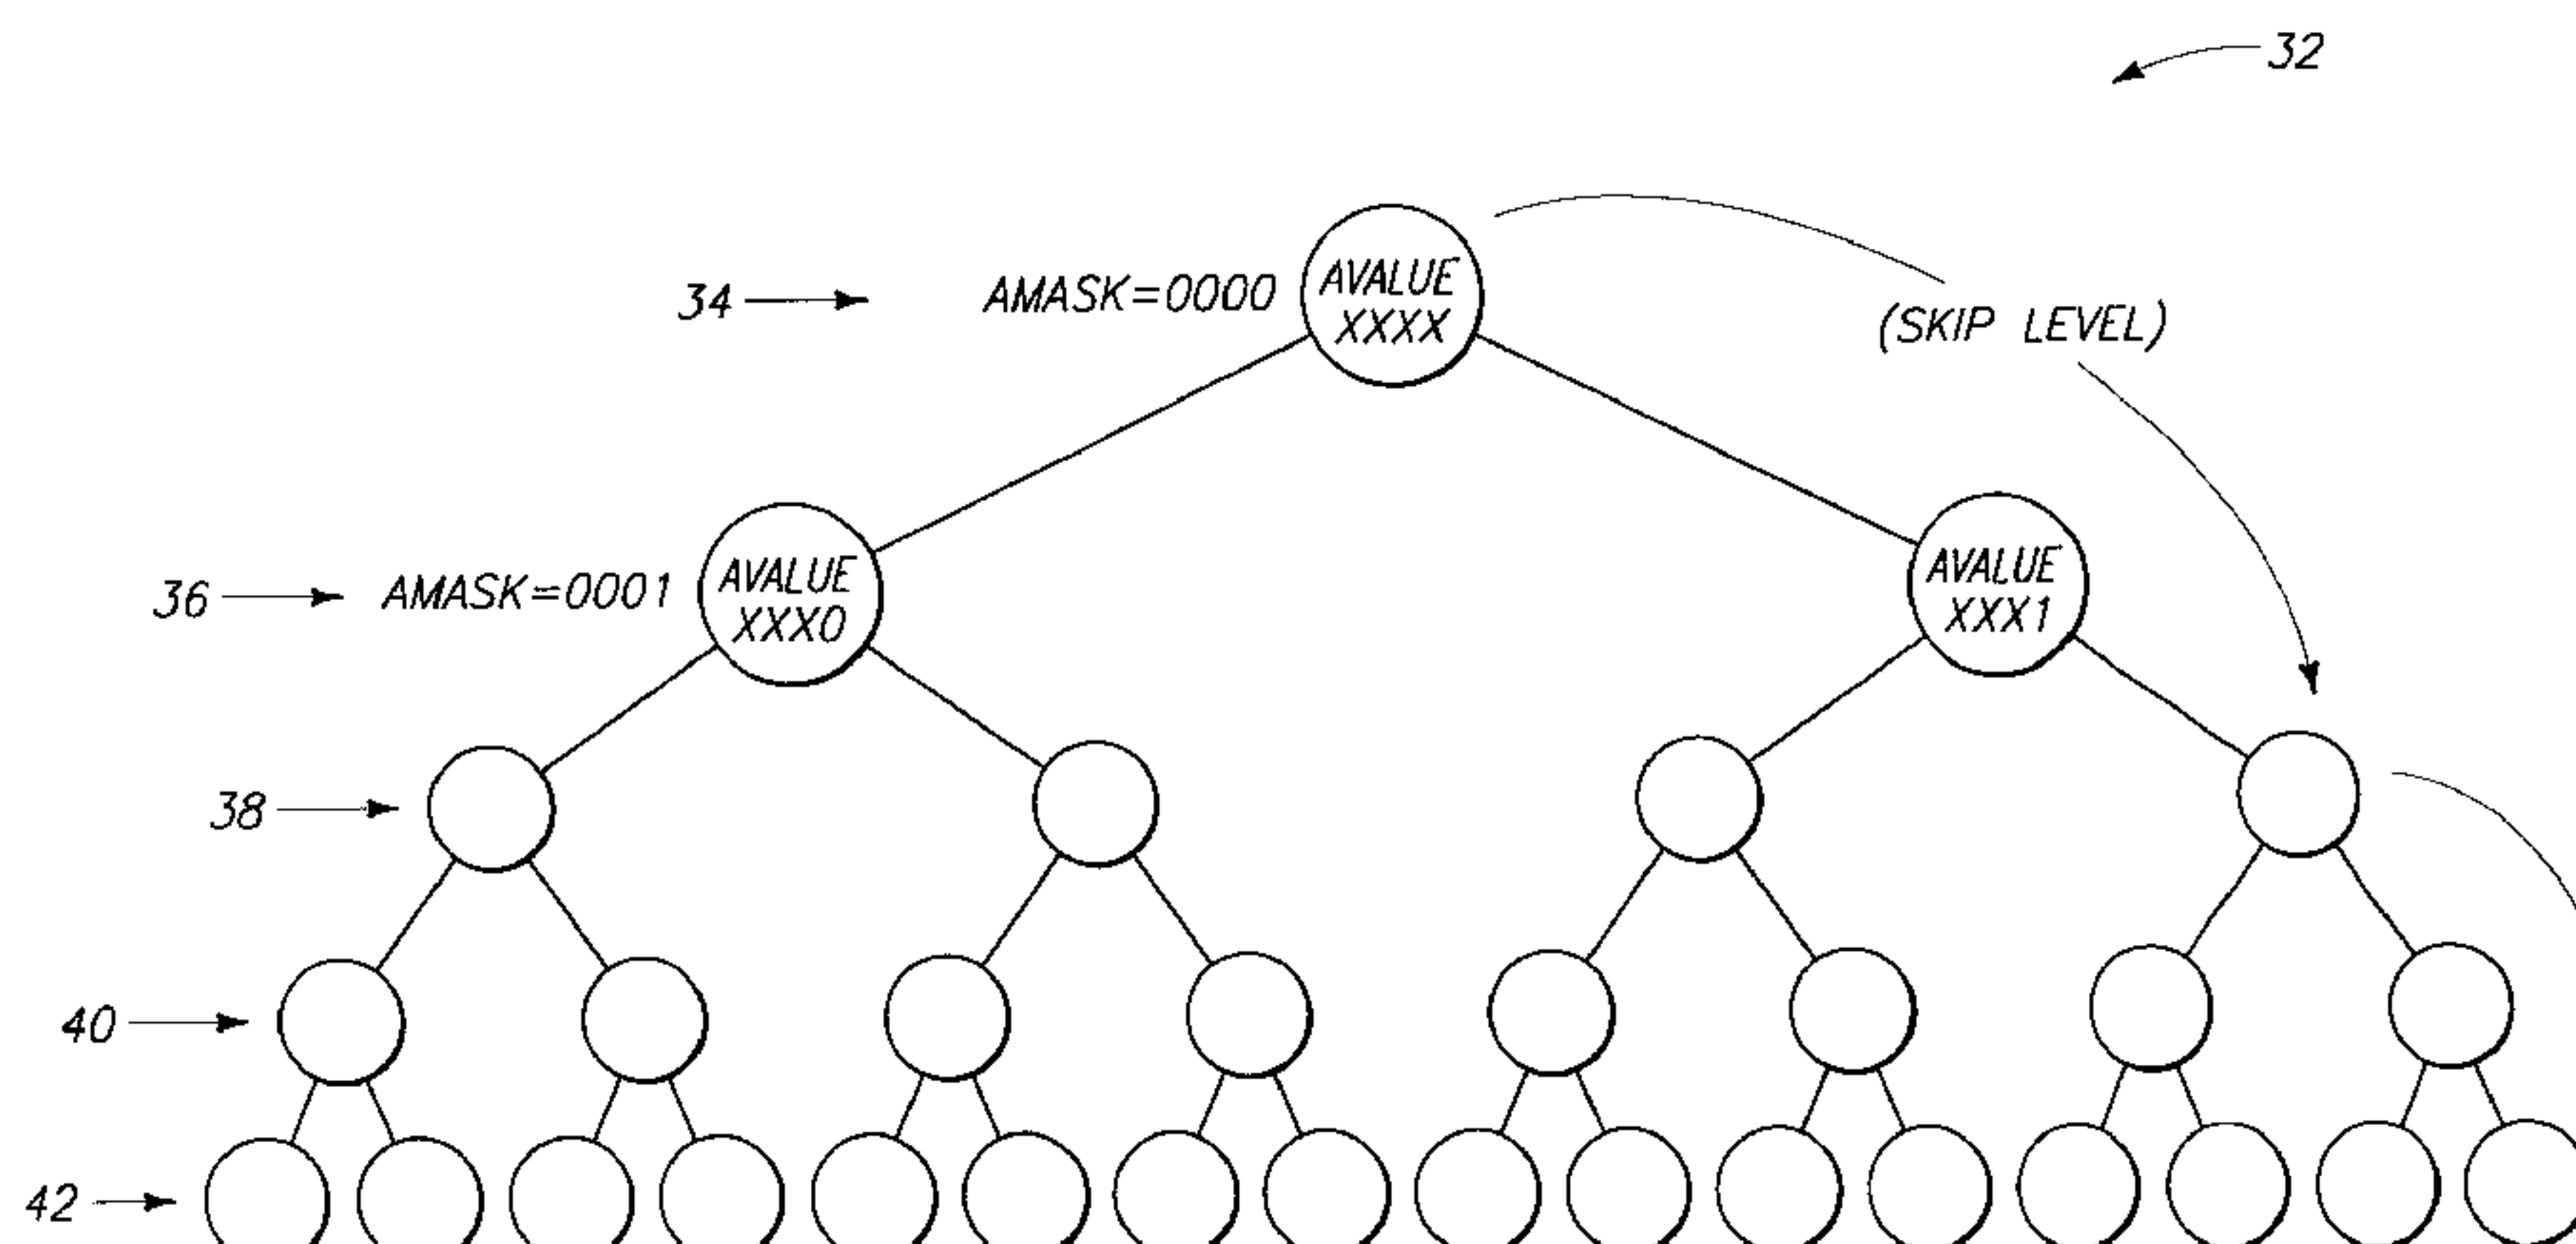 32
34
AMASK=0000
AVALUE
XXXX
(SKIP LEVEL)
36
AMASK=0001
AVALUE
XXX0
AVALUE
XXX1
38
40
42